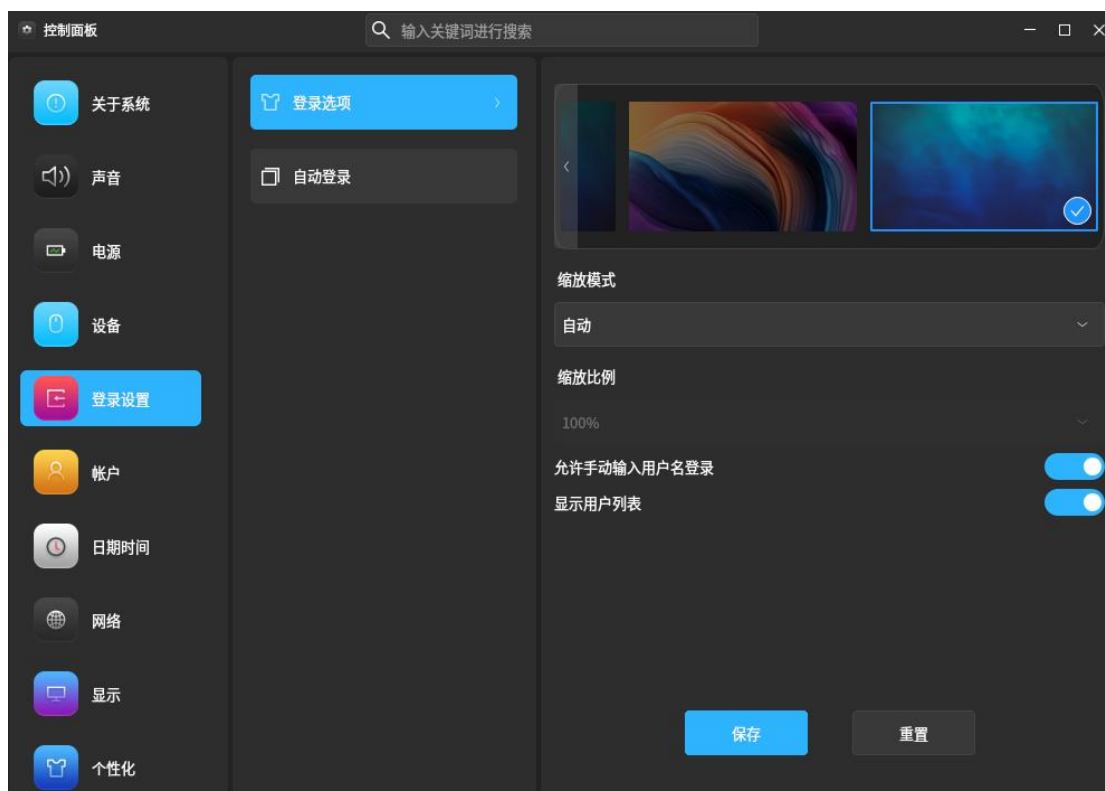 控制面板
输入关键词进行搜索
关于系统
声音
电源
设备
登录设置
帐户
日期时间
网络
显示
个性化
登录选项
自动登录
缩放模式
自动
缩放比例
100%
允许手动输入用户名登录
显示用户列表
保存
重置